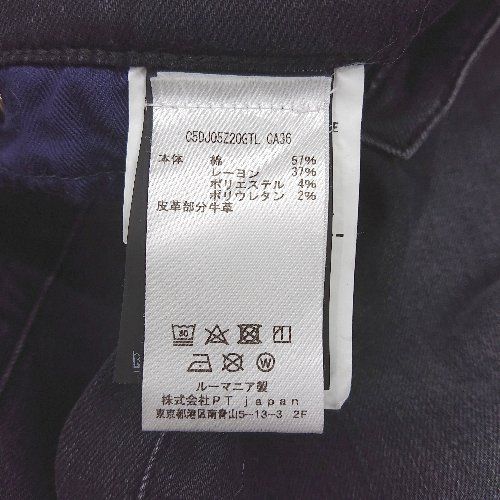 C5DJ05Z20GTL CA36
本体 綿 57%
レーヨン 37%
ポリエステル 4%
ポリウレタン 2%
皮革部分牛革
30
W
ルーマニア製
株式会社PT japan
東京都港区南青山5-13-3 2F